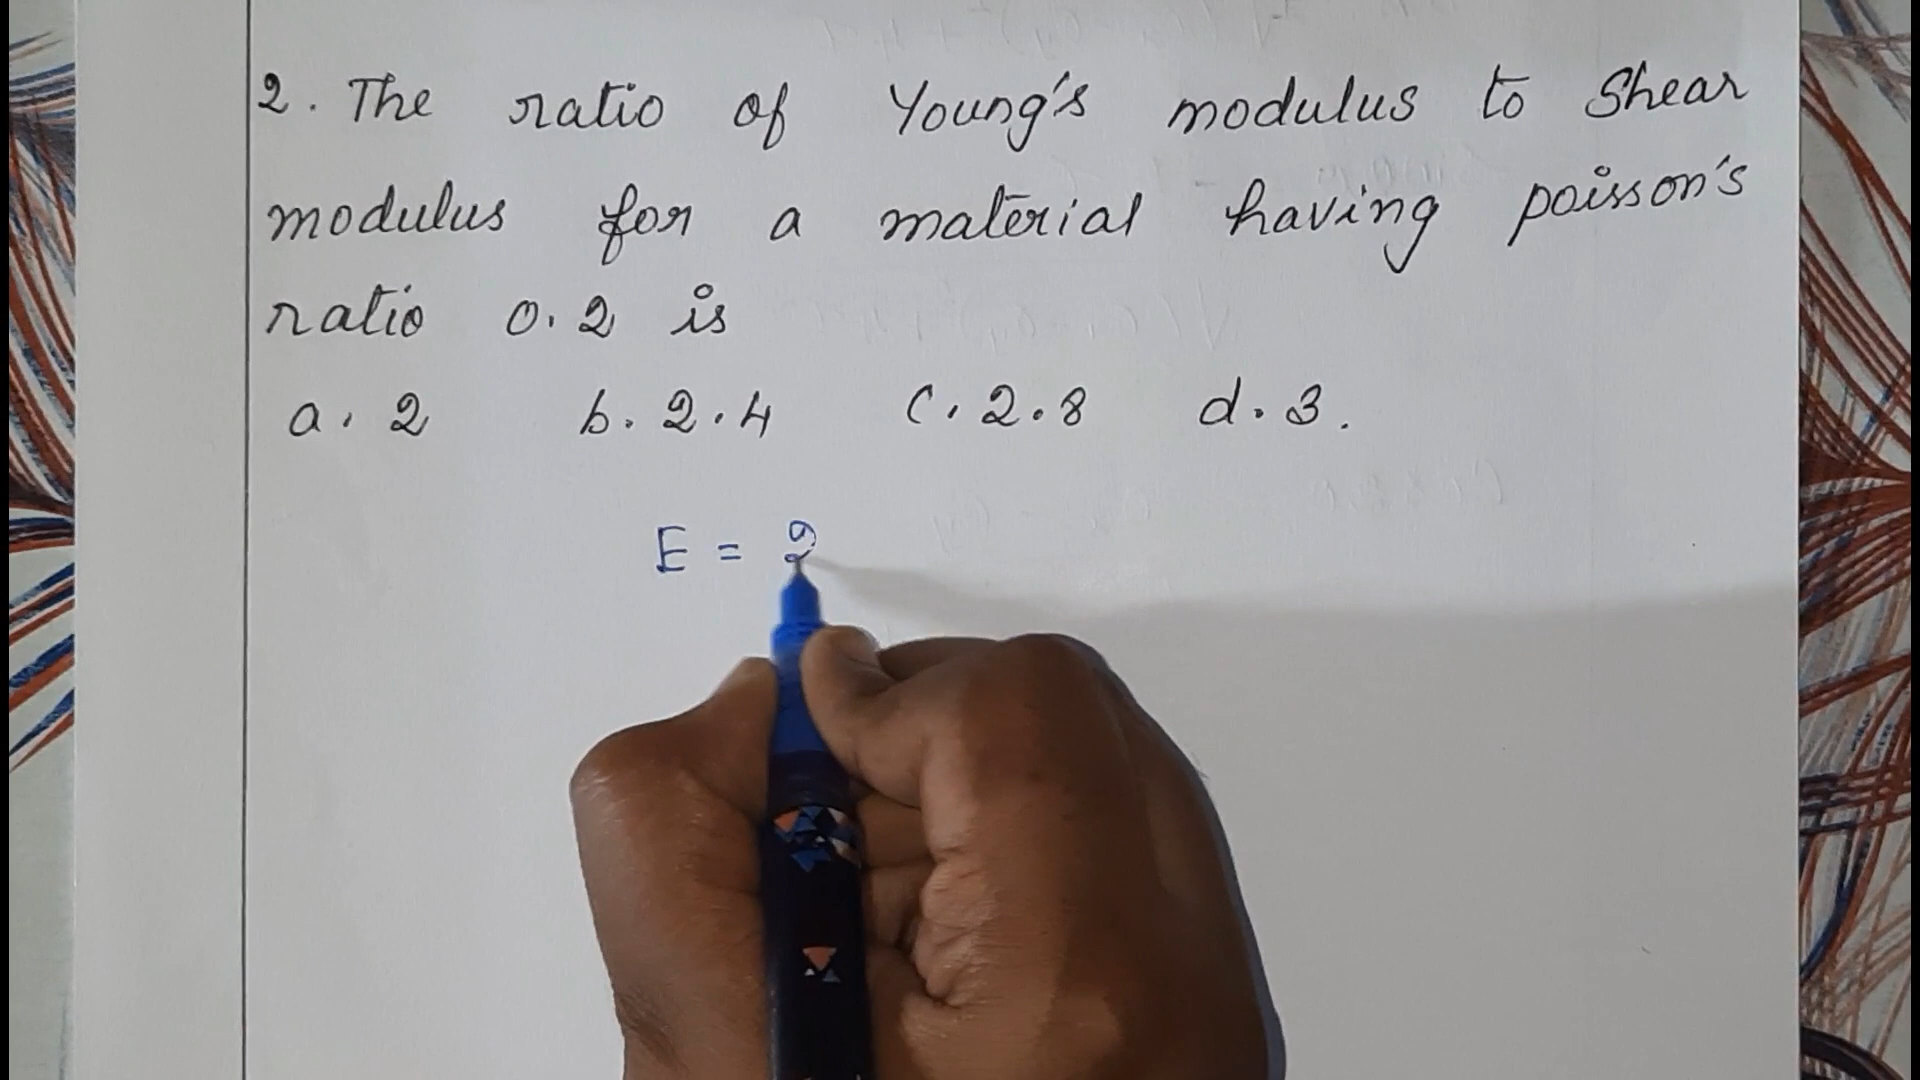 2. The ratio of Young's modulus to Shear
modulus for a material having poisson's
ratio 0.2 is
a. 2 b. 2.4 c. 2.8 d. 3.
E = 2